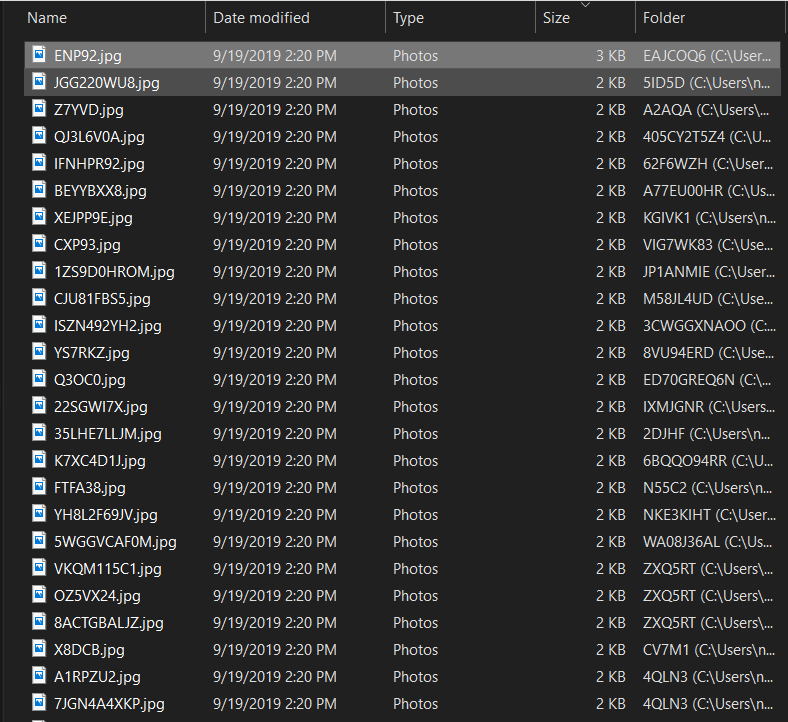 Name Date modified Type Size Folder
ENP92.jpg 9/19/2019 2:20 PM Photos 3 KB EAJCOQ6 (C:\User...
JGG220WU8.jpg 9/19/2019 2:20 PM Photos 2 KB 5ID5D (C:\Users\n...
Z7YVD.jpg 9/19/2019 2:20 PM Photos 2 KB A2AQA (C:\Users\...
QJ3L6V0A.jpg 9/19/2019 2:20 PM Photos 2 KB 405CY2T5Z4 (C:\U...
IFNHPR92.jpg 9/19/2019 2:20 PM Photos 2 KB 62F6WZH (C:\User...
BEYYBXX8.jpg 9/19/2019 2:20 PM Photos 2 KB A77EU00HR (C:\Us...
XEJPP9E.jpg 9/19/2019 2:20 PM Photos 2 KB KGIVK1 (C:\Users\n...
CXP93.jpg 9/19/2019 2:20 PM Photos 2 KB VIG7WK83 (C:\Use...
1ZS9D0HROM.jpg 9/19/2019 2:20 PM Photos 2 KB JP1ANMIE (C:\User...
CJU81FBS5.jpg 9/19/2019 2:20 PM Photos 2 KB M58JL4UD (C:\Use...
ISZN492YH2.jpg 9/19/2019 2:20 PM Photos 2 KB 3CWGGXNAOO (C:...
YS7RKZ.jpg 9/19/2019 2:20 PM Photos 2 KB 8VU94ERD (C:\Use...
Q3OC0.jpg 9/19/2019 2:20 PM Photos 2 KB ED70GREQ6N (C:\...
22SGWI7X.jpg 9/19/2019 2:20 PM Photos 2 KB IXMJGNR (C:\Users...
35LHE7LLJM.jpg 9/19/2019 2:20 PM Photos 2 KB 2DJHF (C:\Users\n...
K7XC4D1J.jpg 9/19/2019 2:20 PM Photos 2 KB 6BQQO94RR (C:\U...
FTFA38.jpg 9/19/2019 2:20 PM Photos 2 KB N55C2 (C:\Users\n...
YH8L2F69JV.jpg 9/19/2019 2:20 PM Photos 2 KB NKE3KIHT (C:\User...
5WGGVCAF0M.jpg 9/19/2019 2:20 PM Photos 2 KB WA08J36AL (C:\Us...
VKQM115C1.jpg 9/19/2019 2:20 PM Photos 2 KB ZXQ5RT (C:\Users\...
OZ5VX24.jpg 9/19/2019 2:20 PM Photos 2 KB ZXQ5RT (C:\Users\...
8ACTGBALJZ.jpg 9/19/2019 2:20 PM Photos 2 KB ZXQ5RT (C:\Users\...
X8DCB.jpg 9/19/2019 2:20 PM Photos 2 KB CV7M1 (C:\Users\n...
A1RPZU2.jpg 9/19/2019 2:20 PM Photos 2 KB 4QLN3 (C:\Users\n...
7JGN4A4XKP.jpg 9/19/2019 2:20 PM Photos 2 KB 4QLN3 (C:\Users\n...